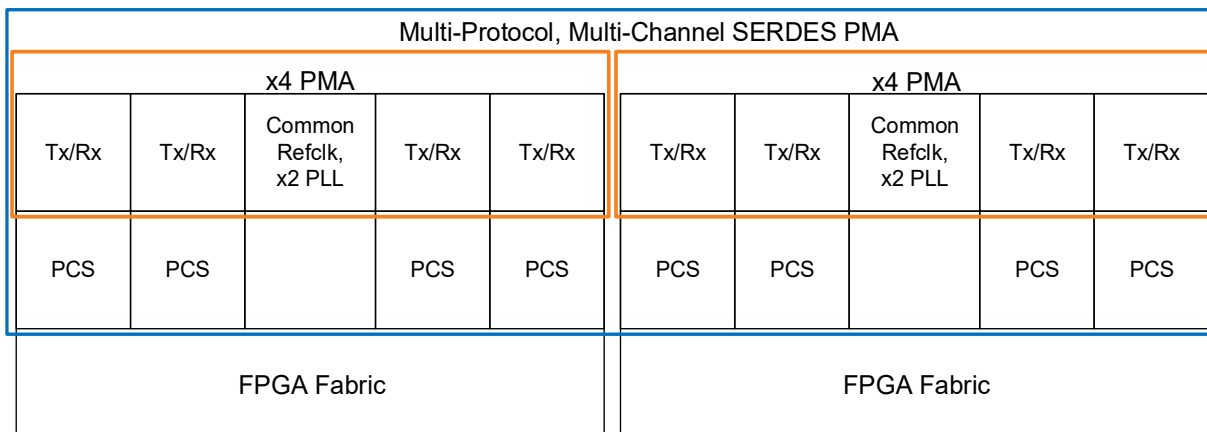 Multi-Protocol, Multi-Channel SERDES PMA
x4 PMA
x4 PMA
Tx/Rx
Tx/Rx
Common
Refclk,
x2 PLL
Tx/Rx
Tx/Rx
Tx/Rx
Tx/Rx
Common
Refclk,
x2 PLL
Tx/Rx
Tx/Rx
PCS
PCS
PCS
PCS
PCS
PCS
PCS
PCS
FPGA Fabric
FPGA Fabric